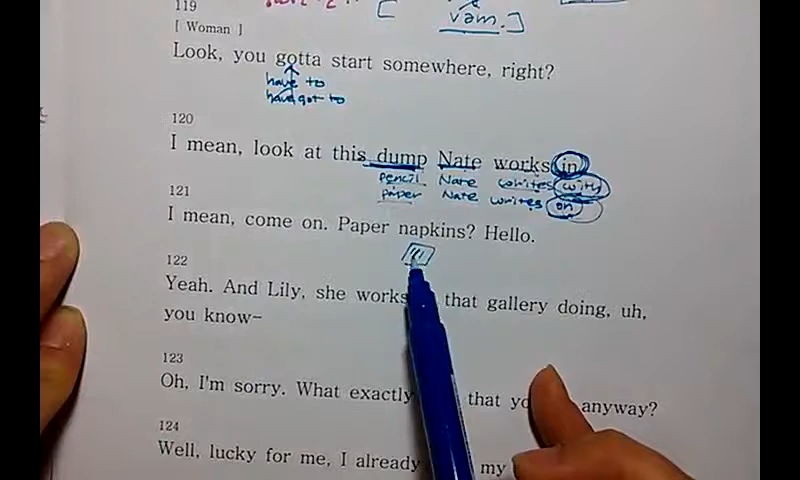 119
vəm.]
[ Woman ]
Look, you gotta start somewhere, right?
have to
have got to
120
I mean, look at this dump Nate works in
pencil Nate writes with
paper Nate writes on
121
I mean, come on. Paper napkins? Hello.
122
Yeah. And Lily, she works that gallery doing, uh,
you know-
123
Oh, I'm sorry. What exactly that anyway?
124
Well, lucky for me, I already my